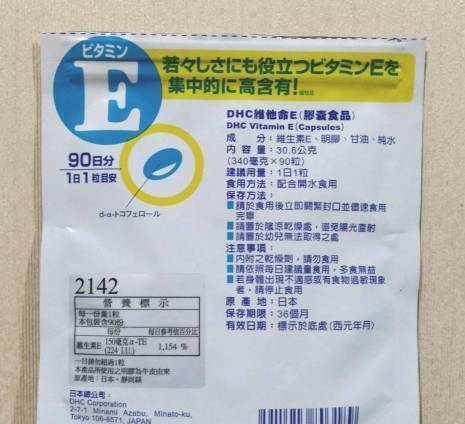 ビタミン
E
若々しさにも役立つビタミンEを
集中的に高含有!
90日分
1日1粒目安
d-α-トコフェロール
DHC維他命E(膠囊食品)
DHC Vitamin E(Capsules)
成 分:維生素E、明膠、甘油、純水
內 容 量:30.6公克
(340毫克×90粒)
建議用量:1日1粒
食用方法:配合開水食用
保存方法:
■請於食用後立即關緊封口並儘速食用
完畢
■請置於陰涼乾燥處,避免陽光直射
■請置於幼兒無法取得之處
注意事項:
■內附之乾燥劑,請勿食用
■請依照每日建議量食用,多食無益
■若身體出現不適感或有食物過敏現象
者,請停止食用
原 產 地:日本
保存期限:36個月
有效日期:標示於底處(西元年月)
2142
營 養 標 示
每一份量1粒
本包裝含90份
每份 每日參考值百分比
維生素E 150毫克α-TE
(224 I.U.) 1,154 %
一日請勿超過1粒
本產品所使用之明膠為牛皮由來
原產地:日本・靜岡縣
日本總公司:
DHC Corporation
2-7-1 Minami Azabu, Minato-ku,
Tokyo 106-8571, JAPAN